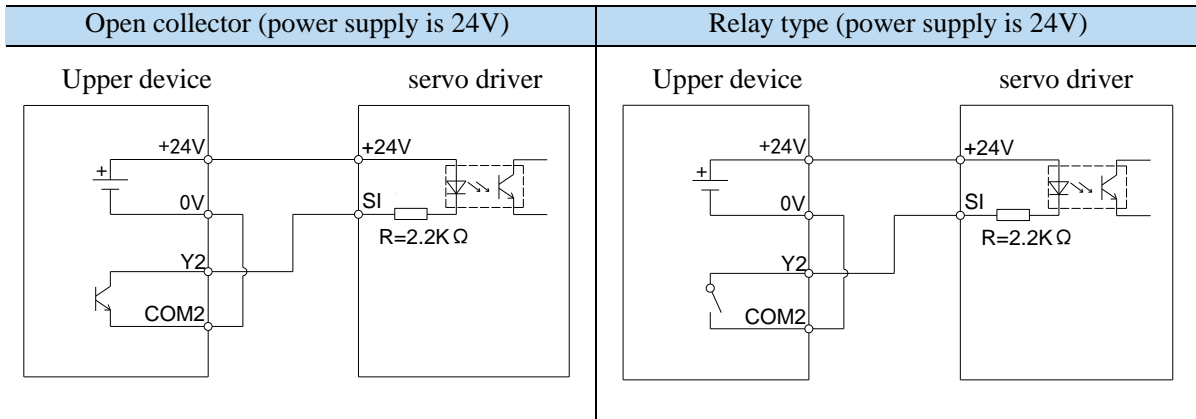 Open collector (power supply is 24V)
Relay type (power supply is 24V)
Upper device
servo driver
+24V
+24V
+
0V
SI
R=2.2KΩ
Y2
COM2
Upper device
servo driver
+24V
+24V
+
0V
SI
R=2.2KΩ
Y2
COM2